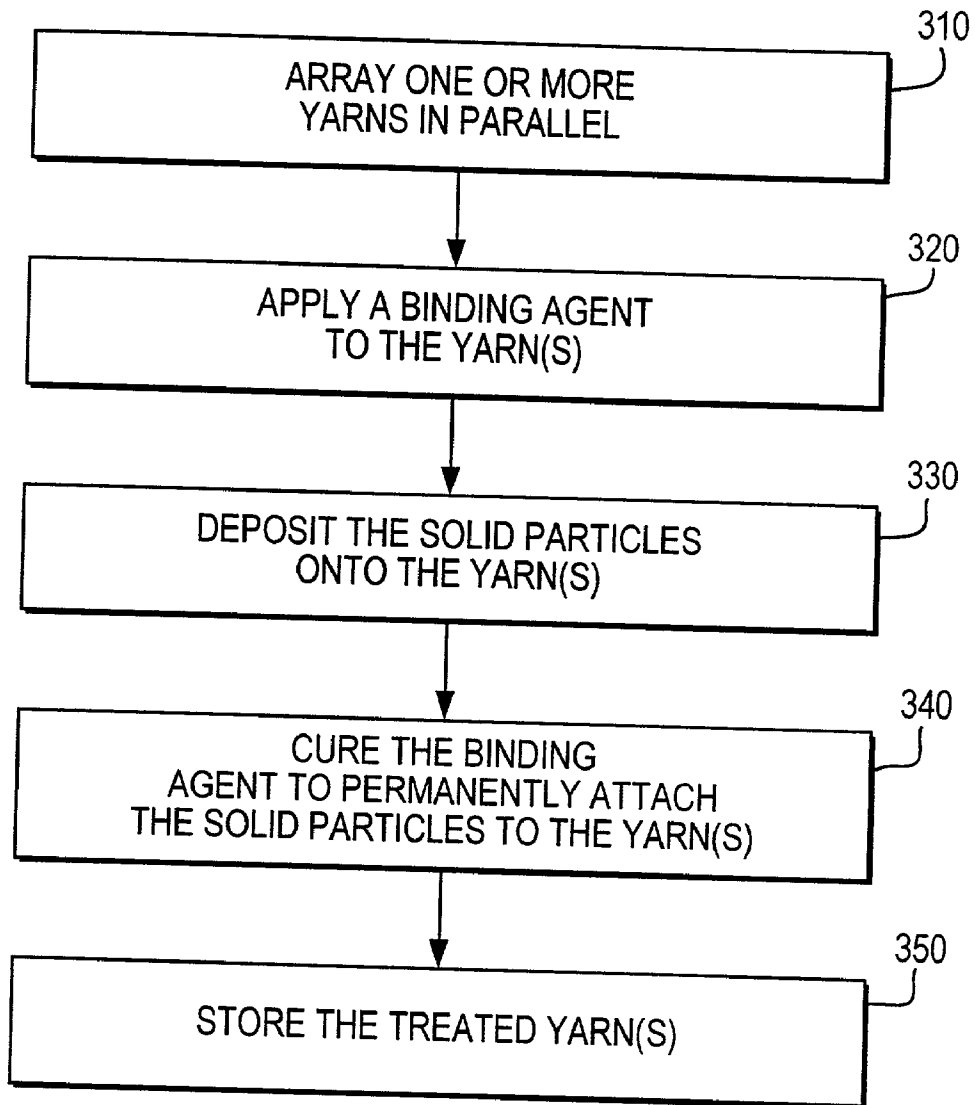 310
ARRAY ONE OR MORE
YARNS IN PARALLEL
320
APPLY A BINDING AGENT
TO THE YARN(S)
330
DEPOSIT THE SOLID PARTICLES
ONTO THE YARN(S)
340
CURE THE BINDING
AGENT TO PERMANENTLY ATTACH
THE SOLID PARTICLES TO THE YARN(S)
350
STORE THE TREATED YARN(S)